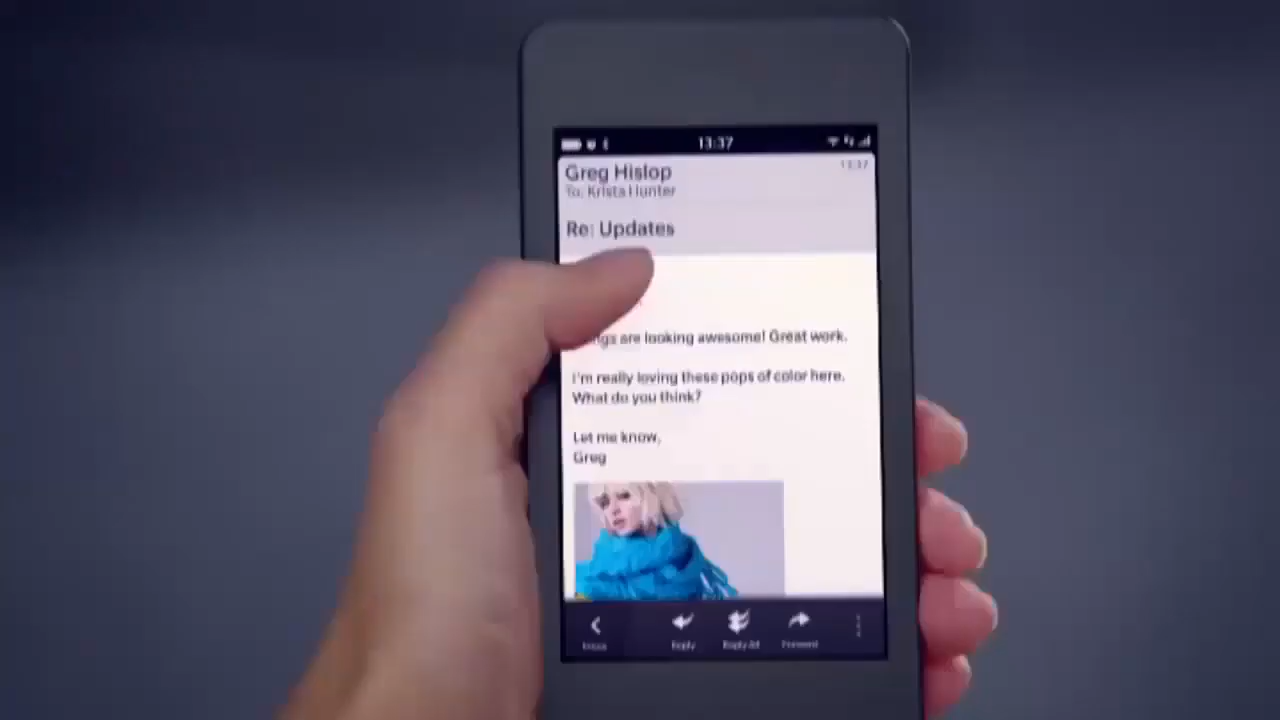 13:37
Greg Hislop
13:37
To: Krista Hunter
Re: Updates
are looking awesome! Great work.
I'm really loving these pops of color here.
What do you think?
Let me know,
Greg
Reply
Reply All
Forward